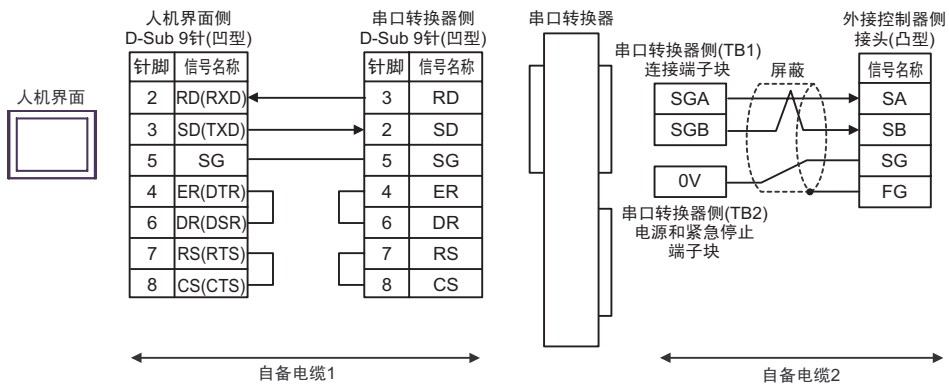 人机界面
人机界面侧
D-Sub 9针(凹型)
针脚 信号名称
2 RD(RXD)
3 SD(TXD)
5 SG
4 ER(DTR)
6 DR(DSR)
7 RS(RTS)
8 CS(CTS)
串口转换器侧
D-Sub 9针(凹型)
针脚 信号名称
3 RD
2 SD
5 SG
4 ER
6 DR
7 RS
8 CS
自备电缆1
串口转换器
串口转换器侧(TB1)
连接端子块
SGA
SGB
0V
串口转换器侧(TB2)
电源和紧急停止
端子块
屏蔽
外接控制器侧
接头(凸型)
信号名称
SA
SB
SG
FG
自备电缆2